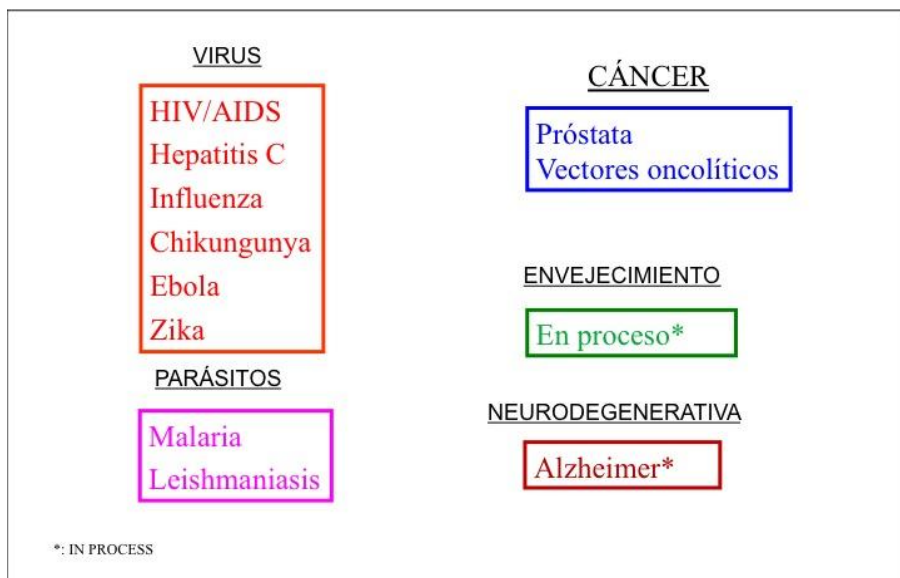 VIRUS
HIV/AIDS
Hepatitis C
Influenza
Chikungunya
Ebola
Zika
PARÁSITOS
Malaria
Leishmaniasis
CÁNCER
Próstata
Vectores oncolíticos
ENVEJECIMIENTO
En proceso*
NEURODEGENERATIVA
Alzheimer*
*: IN PROCESS